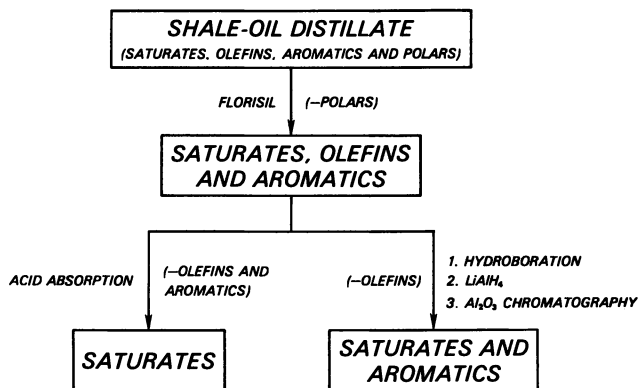 SHALE-OIL DISTILLATE
(SATURATES, OLEFINS, AROMATICS AND POLARS)
FLORISIL (—POLARS)
SATURATES, OLEFINS
AND AROMATICS
ACID ABSORPTION
(—OLEFINS AND
AROMATICS)
(—OLEFINS)
1. HYDROBORATION
2. LiAlH₄
3. Al₂O₃ CHROMATOGRAPHY
SATURATES
SATURATES AND
AROMATICS